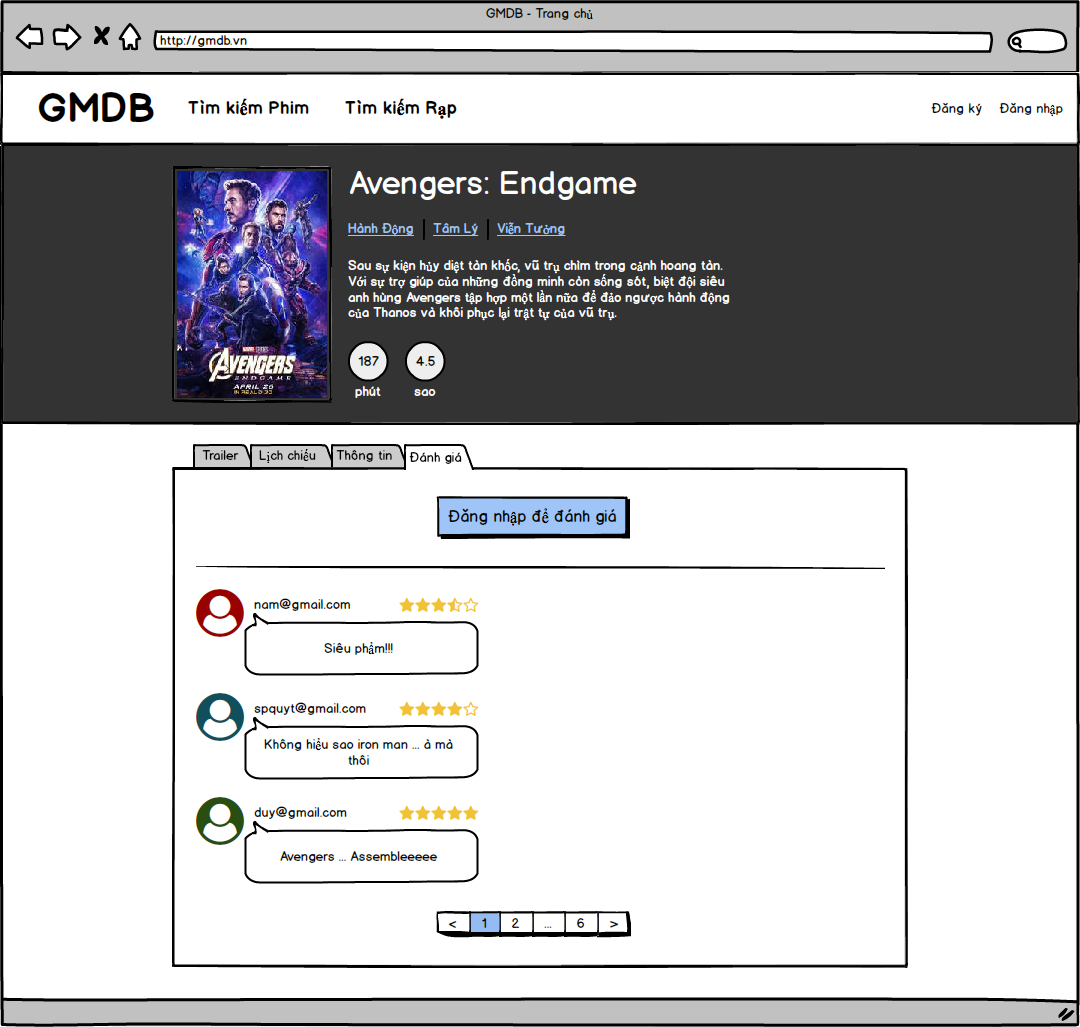 GMDB - Trang chủ
http://gmdb.vn
GMDB Tìm kiếm Phim Tìm kiếm Rạp Đăng ký Đăng nhập
Avengers: Endgame
Hành Động Tâm Lý Viễn Tưởng
Sau sự kiện hủy diệt tàn khốc, vũ trụ chìm trong cảnh hoang tàn.
Với sự trợ giúp của những đồng minh còn sống sót, biệt đội siêu
anh hùng Avengers tập hợp một lần nữa để đảo ngược hành động
của Thanos và khôi phục lại trật tự của vũ trụ.
187 4.5
phút sao
AVENGERS
ENDGAME
APRIL 26
Trailer Lịch chiếu Thông tin Đánh giá
Đăng nhập để đánh giá
nam@gmail.com
Siêu phẩm!!!
spquyt@gmail.com
Không hiểu sao iron man ... à mà
thôi
duy@gmail.com
Avengers ... Assembleeeee
< 1 2 ... 6 >